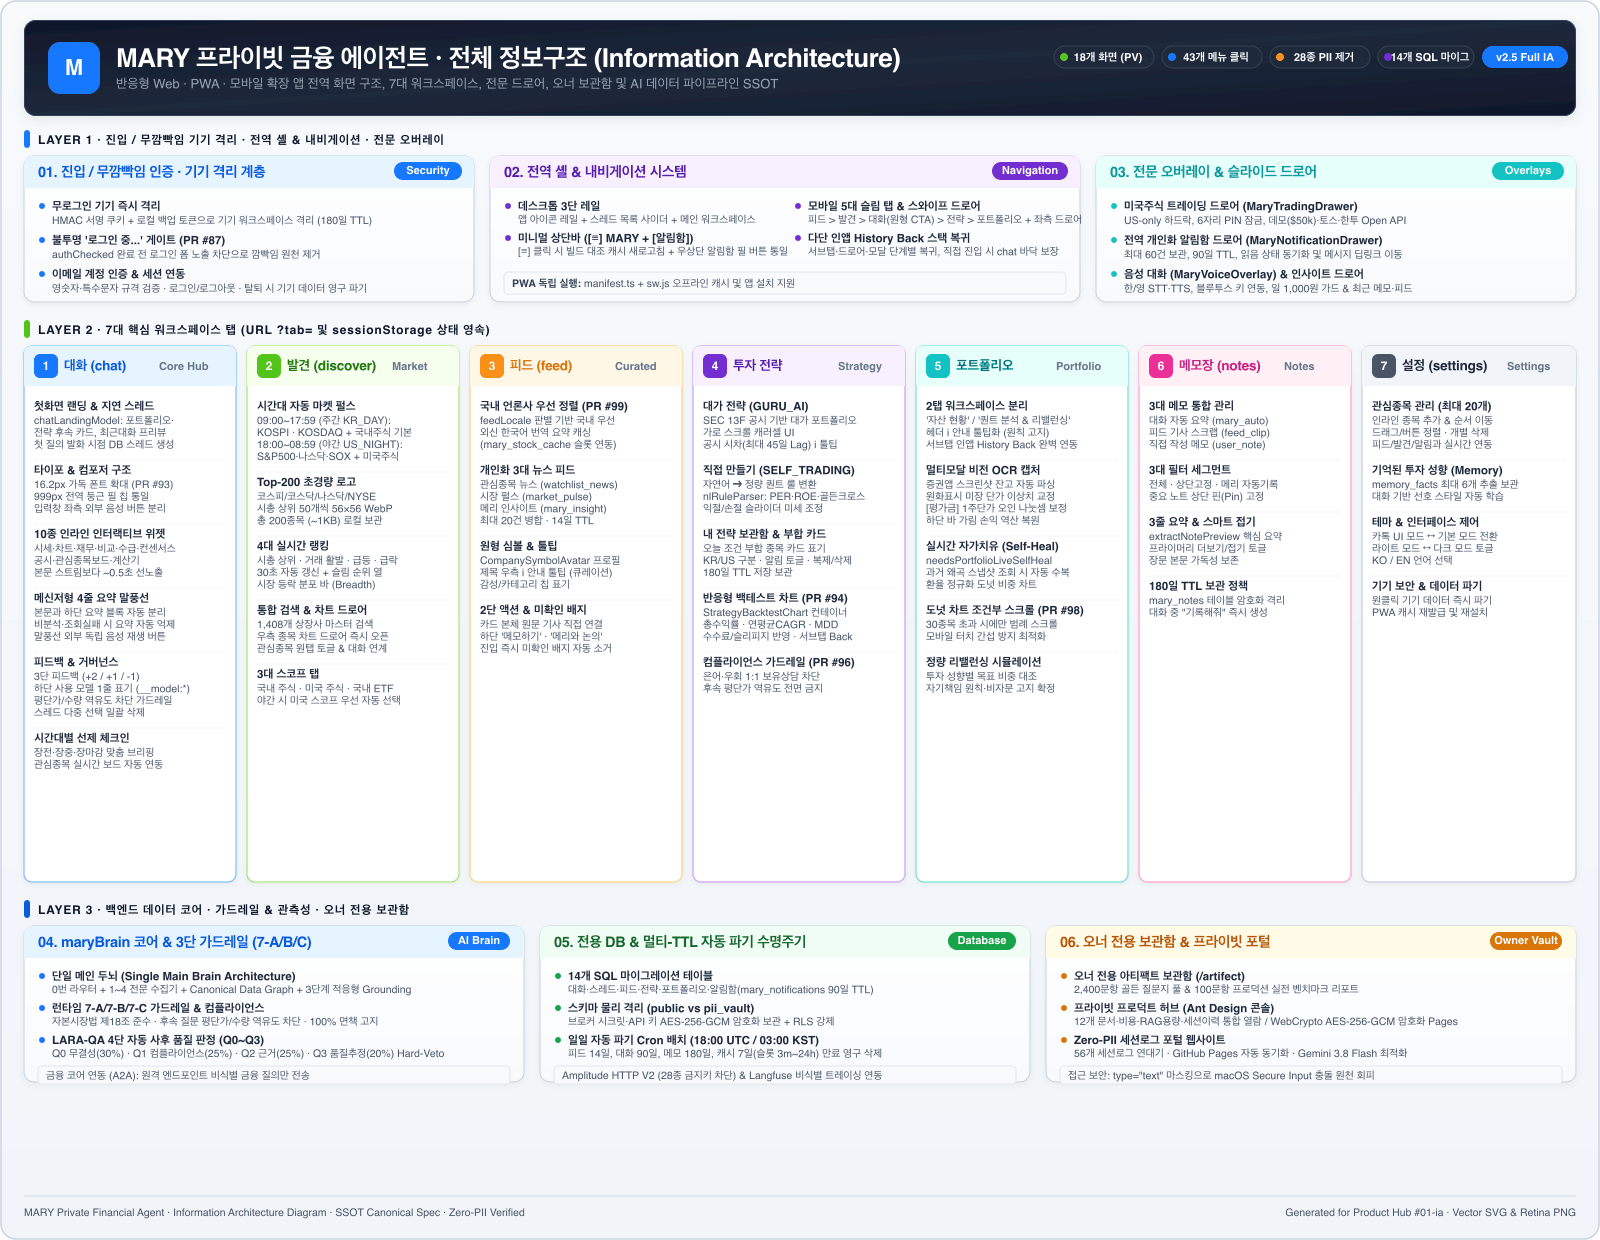 M
MARY 프라이빗 금융 에이전트 · 전체 정보구조 (Information Architecture)
반응형 Web · PWA · 모바일 확장 앱 전역 화면 구조, 7대 워크스페이스, 전문 드로어, 오너 보관함 및 AI 데이터 파이프라인 SSOT
18개 화면 (PV)
43개 메뉴 클릭
28종 PII 제거
14개 SQL 마이그
v2.5 Full IA
LAYER 1 · 진입 / 무깜빡임 기기 격리 · 전역 셸 & 내비게이션 · 전문 오버레이
01. 진입 / 무깜빡임 인증 · 기기 격리 계층
Security
무로그인 기기 즉시 격리
HMAC 서명 쿠키 + 로컬 백업 토큰으로 기기 워크스페이스 격리 (180일 TTL)
불투명 '로그인 중...' 게이트 (PR #87)
authChecked 완료 전 로그인 폼 노출 차단으로 깜빡임 원천 제거
이메일 계정 인증 & 세션 연동
영숫자·특수문자 규격 검증 · 로그인/로그아웃 · 탈퇴 시 기기 데이터 영구 파기
02. 전역 셸 & 내비게이션 시스템
Navigation
데스크톱 3단 레일
앱 아이콘 레일 + 스레드 목록 사이더 + 메인 워크스페이스
미니멀 상단바 ([≡] MARY + [알림함])
[≡] 클릭 시 빌드 대조 캐시 새로고침 + 우상단 알림함 필 버튼 통일
모바일 5대 슬림 탭 & 스와이프 드로어
피드 > 발견 > 대화(원형 CTA) > 전략 > 포트폴리오 + 좌측 드로어
다단 인앱 History Back 스택 복귀
서브탭·드로어·모달 단계별 복귀, 직접 진입 시 chat 바닥 보장
PWA 독립 실행: manifest.ts + sw.js 오프라인 캐시 및 앱 설치 지원
03. 전문 오버레이 & 슬라이드 드로어
Overlays
미국주식 트레이딩 드로어 (MaryTradingDrawer)
US-only 하드락, 6자리 PIN 잠금, 데모($50k)·토스·한투 Open API
전역 개인화 알림함 드로어 (MaryNotificationDrawer)
최대 60건 보관, 90일 TTL, 읽음 상태 동기화 및 메시지 딥링크 이동
음성 대화 (MaryVoiceOverlay) & 인사이트 드로어
한/영 STT·TTS, 블루투스 키 연동, 일 1,000원 가드 & 최근 메모·피드
LAYER 2 · 7대 핵심 워크스페이스 탭 (URL ?tab= 및 sessionStorage 상태 영속)
1 대화 (chat) Core Hub
첫화면 랜딩 & 지연 스레드
chatLandingModel: 포트폴리오·
전략 후속 카드, 최근대화 프리뷰
첫 질의 발화 시점 DB 스레드 생성
타이포 & 컴포저 구조
16.2px 가독 폰트 확대 (PR #93)
999px 전역 둥근 필 칩 통일
입력창 좌측 외부 음성 버튼 분리
10종 인라인 인터랙티브 위젯
시세·차트·재무·비교·수급·컨센서스
공시·관심종목보드·계산기
본문 스트림보다 ~0.5초 선노출
메신저형 4줄 요약 말풍선
본문과 하단 요약 블록 자동 분리
비분석·조회실패 시 요약 자동 억제
말풍선 외부 독립 음성 재생 버튼
피드백 & 거버넌스
3단 피드백 (+2 / +1 / -1)
하단 사용 모델 1줄 표기 (__model:*)
평단가/수량 역유도 차단 가드레일
스레드 다중 선택 일괄 삭제
시간대별 선제 체크인
장전·장중·장마감 맞춤 브리핑
관심종목 실시간 보드 자동 연동
2 발견 (discover) Market
시간대 자동 마켓 펄스
09:00~17:59 (주간 KR_DAY):
KOSPI · KOSDAQ + 국내주식 기본
18:00~08:59 (야간 US_NIGHT):
S&P500·나스닥·SOX + 미국주식
Top-200 초경량 로고
코스피/코스닥/나스닥/NYSE
시총 상위 50개씩 56×56 WebP
총 200종목 (~1KB) 로컬 보관
4대 실시간 랭킹
시총 상위 · 거래 활발 · 급등 · 급락
30초 자동 갱신 + 슬림 순위 열
시장 등락 분포 바 (Breadth)
통합 검색 & 차트 드로어
1,408개 상장사 마스터 검색
우측 종목 차트 드로어 즉시 오픈
관심종목 원탭 토글 & 대화 연계
3대 스코프 탭
국내 주식 · 미국 주식 · 국내 ETF
야간 시 미국 스코프 우선 자동 선택
3 피드 (feed) Curated
국내 언론사 우선 정렬 (PR #99)
feedLocale 판별 기반 국내 우선
외신 한국어 번역 요약 캐싱
(mary_stock_cache 슬롯 연동)
개인화 3대 뉴스 피드
관심종목 뉴스 (watchlist_news)
시장 펄스 (market_pulse)
메리 인사이트 (mary_insight)
최대 20건 병합 · 14일 TTL
원형 심볼 & 툴팁
CompanySymbolAvatar 프로필
제목 우측 i 안내 툴팁 (큐레이션)
감성/카테고리 칩 표기
2단 액션 & 미확인 배지
카드 본체 원문 기사 직접 연결
하단 '메모하기' · '메리와 논의'
진입 즉시 미확인 배지 자동 소거
4 투자 전략 Strategy
대가 전략 (GURU_AI)
SEC 13F 공시 기반 대가 포트폴리오
가로 스크롤 캐러셀 UI
공시 시차(최대 45일 Lag) i 툴팁
직접 만들기 (SELF_TRADING)
자연어 ➔ 정량 퀀트 룰 변환
nlRuleParser: PER·ROE·골든크로스
익절/손절 슬라이더 미세 조정
내 전략 보관함 & 부합 카드
오늘 조건 부합 종목 카드 표기
KR/US 구분 · 알림 토글 · 복제/삭제
180일 TTL 저장 보관
반응형 백테스트 차트 (PR #94)
StrategyBacktestChart 컨테이너
총수익률 · 연평균CAGR · MDD
수수료/슬리피지 반영 · 서브탭 Back
컴플라이언스 가드레일 (PR #96)
은어·우회 1:1 보유상담 차단
후속 평단가 역유도 전면 금지
5 포트폴리오 Portfolio
2탭 워크스페이스 분리
'자산 현황' / '퀀트 분석 & 리밸런싱'
헤더 i 안내 툴팁화 (원칙 고지)
서브탭 인앱 History Back 완벽 연동
멀티모달 비전 OCR 캡처
증권앱 스크린샷 잔고 자동 파싱
원화표시 미장 단가 이상치 교정
[평가금] 1주단가 오인 나눗셈 보정
하단 바 가림 손익 역산 복원
실시간 자가치유 (Self-Heal)
needsPortfolioLiveSelfHeal
과거 왜곡 스냅샷 조회 시 자동 수복
환율 정규화 도넛 비중 차트
도넛 차트 조건부 스크롤 (PR #98)
30종목 초과 시에만 범례 스크롤
모바일 터치 간섭 방지 최적화
정량 리밸런싱 시뮬레이션
투자 성향별 목표 비중 대조
자기책임 원칙·비자문 고지 확정
6 메모장 (notes) Notes
3대 메모 통합 관리
대화 자동 요약 (mary_auto)
피드 기사 스크랩 (feed_clip)
직접 작성 메모 (user_note)
3대 필터 세그먼트
전체 · 상단고정 · 메리 자동기록
중요 노트 상단 핀(Pin) 고정
3줄 요약 & 스마트 접기
extractNotePreview 핵심 요약
프라이머리 더보기/접기 토글
장문 본문 가독성 보존
180일 TTL 보관 정책
mary_notes 테이블 암호화 격리
대화 중 "기록해줘" 즉시 생성
7 설정 (settings) Settings
관심종목 관리 (최대 20개)
인라인 종목 추가 & 순서 이동
드래그/버튼 정렬 · 개별 삭제
피드/발견/알림과 실시간 연동
기억된 투자 성향 (Memory)
memory_facts 최대 6개 추출 보관
대화 기반 선호 스타일 자동 학습
테마 & 인터페이스 제어
카톡 UI 모드 ↔ 기본 모드 전환
라이트 모드 ↔ 다크 모드 토글
KO / EN 언어 선택
기기 보안 & 데이터 파기
원클릭 기기 데이터 즉시 파기
PWA 캐시 재발급 및 재설치
LAYER 3 · 백엔드 데이터 코어 · 가드레일 & 관측성 · 오너 전용 보관함
04. maryBrain 코어 & 3단 가드레일 (7-A/B/C)
AI Brain
단일 메인 두뇌 (Single Main Brain Architecture)
0번 라우터 + 1~4 전문 수집기 + Canonical Data Graph + 3단계 적응형 Grounding
런타임 7-A/7-B/7-C 가드레일 & 컴플라이언스
자본시장법 제18조 준수 · 후속 질문 평단가/수량 역유도 차단 · 100% 면책 고지
LARA-QA 4단 자동 사후 품질 판정 (Q0~Q3)
Q0 무결성(30%) · Q1 컴플라이언스(25%) · Q2 근거(25%) · Q3 품질추정(20%) Hard-Veto
금융 코어 연동 (A2A): 원격 엔드포인트 비식별 금융 질의만 전송
05. 전용 DB & 멀티-TTL 자동 파기 수명주기
Database
14개 SQL 마이그레이션 테이블
대화·스레드·피드·전략·포트폴리오·알림함(mary_notifications 90일 TTL)
스키마 물리 격리 (public vs pii_vault)
브로커 시크릿·API 키 AES-256-GCM 암호화 보관 + RLS 강제
일일 자동 파기 Cron 배치 (18:00 UTC / 03:00 KST)
피드 14일, 대화 90일, 메모 180일, 캐시 7일(슬롯 3m~24h) 만료 영구 삭제
Amplitude HTTP V2 (28종 금지키 차단) & Langfuse 비식별 트레이싱 연동
06. 오너 전용 보관함 & 프라이빗 포털
Owner Vault
오너 전용 아티팩트 보관함 (/artifect)
2,400문항 골든 질문지 풀 & 100문항 프로덕션 실전 벤치마크 리포트
프라이빗 프로덕트 허브 (Ant Design 콘솔)
12개 문서·비용·RAG용량·세션이력 통합 열람 / WebCrypto AES-256-GCM 암호화 Pages
Zero-PII 세션로그 포털 웹사이트
56개 세션로그 연대기 · GitHub Pages 자동 동기화 · Gemini 3.8 Flash 최적화
접근 보안: type="text" 마스킹으로 macOS Secure Input 충돌 원천 회피
MARY Private Financial Agent · Information Architecture Diagram · SSOT Canonical Spec · Zero-PII Verified
Generated for Product Hub #01-ia · Vector SVG & Retina PNG